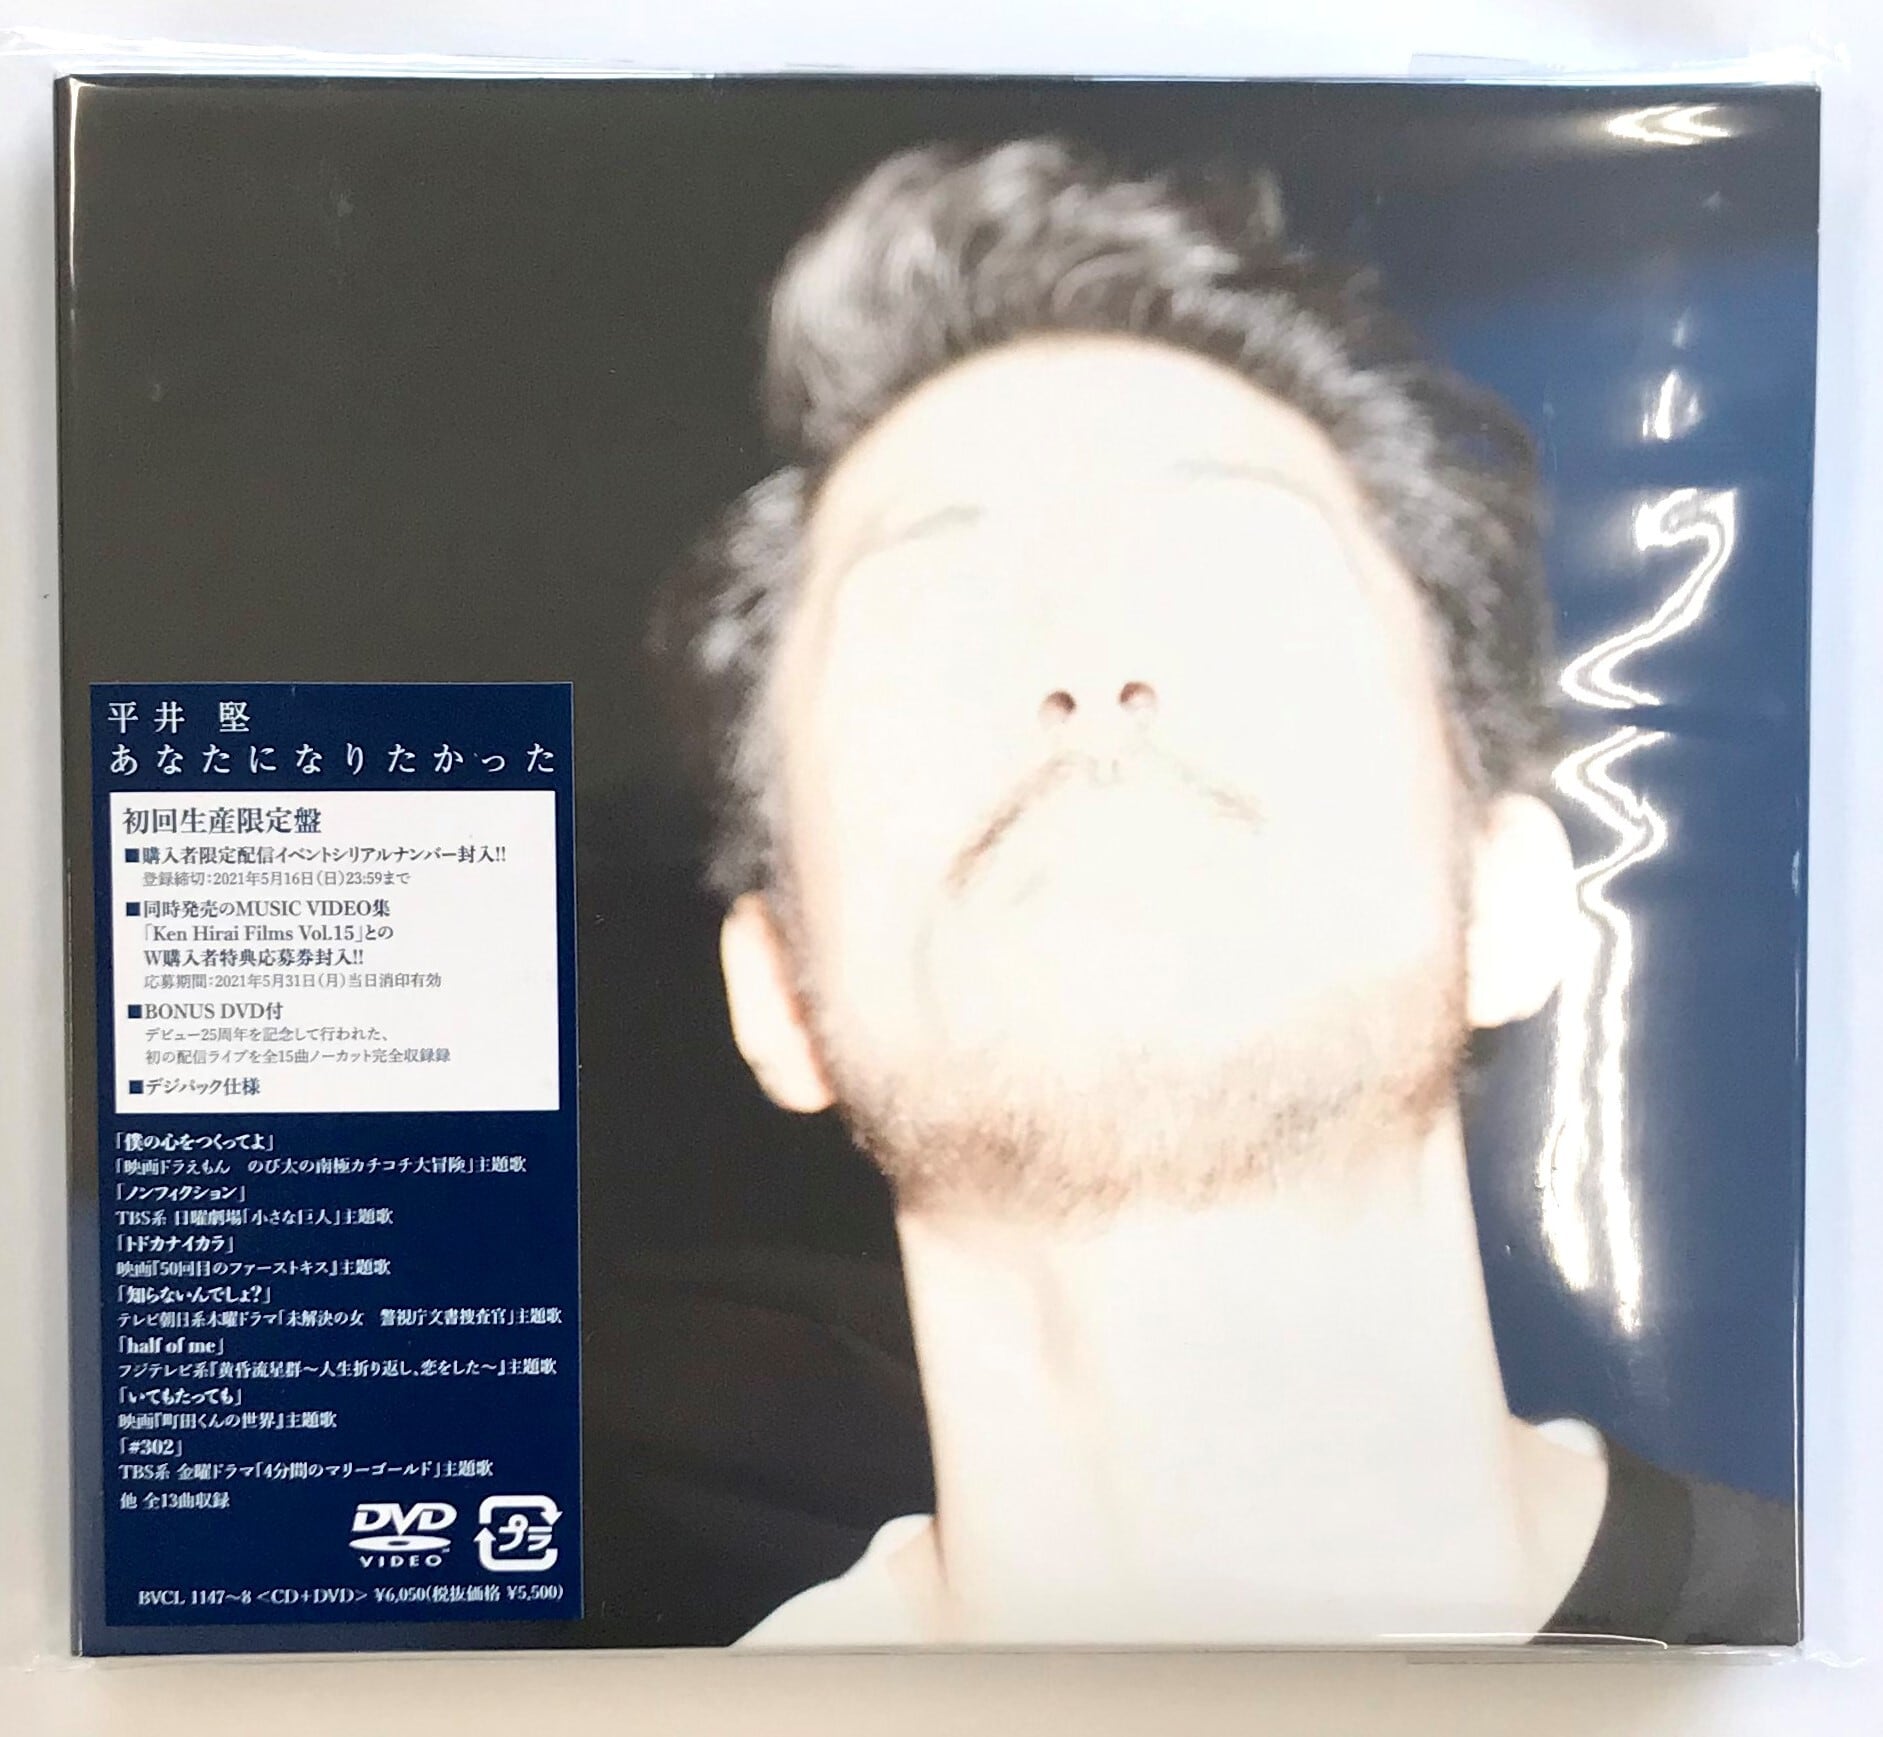 平井 堅
あなたになりたかった
初回生産限定盤
■購入者限定配信イベントシリアルナンバー封入!!
登録締切:2021年5月16日(日)23:59まで
■同時発売のMUSIC VIDEO集
「Ken Hirai Films Vol.15」との
W購入者特典応募券封入!!
応募期間:2021年5月31日(月)当日消印有効
■BONUS DVD付
デビュー25周年を記念して行われた、
初の配信ライブを全15曲ノーカット完全収録録
■デジパック仕様
「僕の心をつくってよ」
「映画ドラえもん のび太の南極カチコチ大冒険」主題歌
「ノンフィクション」
TBS系 日曜劇場「小さな巨人」主題歌
「トドカナイカラ」
映画『50回目のファーストキス』主題歌
「知らないんでしょ?」
テレビ朝日系木曜ドラマ「未解決の女 警視庁文書捜査官」主題歌
「half of me」
フジテレビ系『黄昏流星群~人生折り返し、恋をした~』主題歌
「いてもたっても」
映画『町田くんの世界』主題歌
「#302」
TBS系 金曜ドラマ「4分間のマリーゴールド」主題歌
他 全13曲収録
DVD
VIDEO
プラ
BVCL 1147~8 <CD+DVD> ¥6,050(税抜価格 ¥5,500)